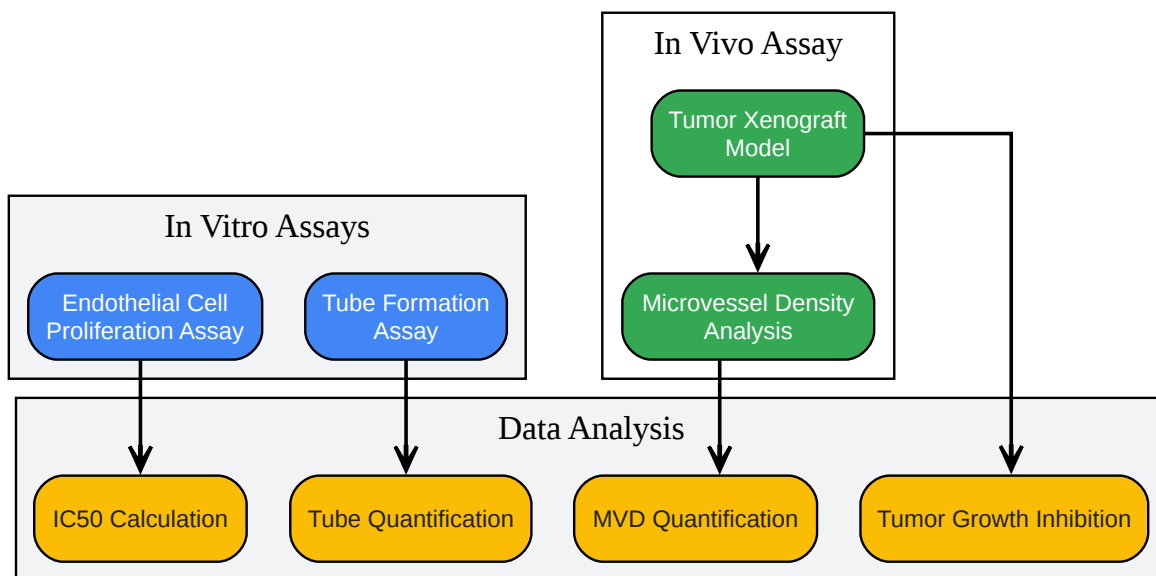 In Vivo Assay
Tumor Xenograft
Model
In Vitro Assays
Endothelial Cell
Proliferation Assay
Tube Formation
Assay
Microvessel Density
Analysis
Data Analysis
IC50 Calculation
Tube Quantification
MVD Quantification
Tumor Growth Inhibition